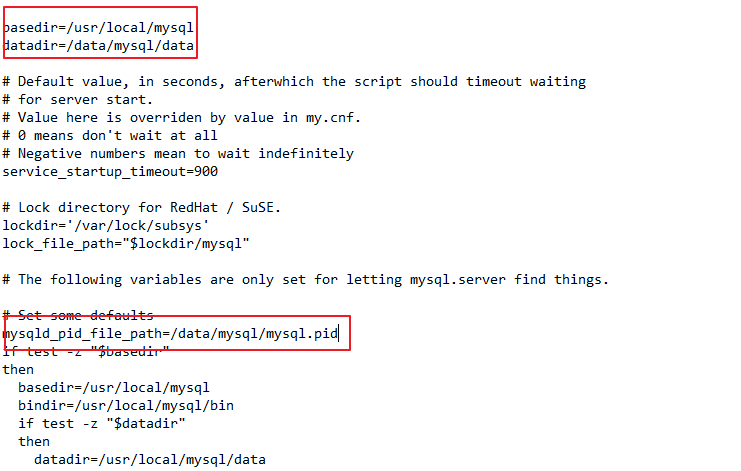 basedir=/usr/local/mysql
datadir=/data/mysql/data
# Default value, in seconds, afterwhich the script should timeout waiting
# for server start.
# Value here is overriden by value in my.cnf.
# 0 means don't wait at all
# Negative numbers mean to wait indefinitely
service_startup_timeout=900
# Lock directory for RedHat / SuSE.
lockdir='/var/lock/subsys'
lock_file_path="$lockdir/mysql"
# The following variables are only set for letting mysql.server find things.
# Set some defaults
mysqld_pid_file_path=/data/mysql/mysql.pid
if test -z "$basedir"
then
  basedir=/usr/local/mysql
  bindir=/usr/local/mysql/bin
  if test -z "$datadir"
  then
    datadir=/usr/local/mysql/data